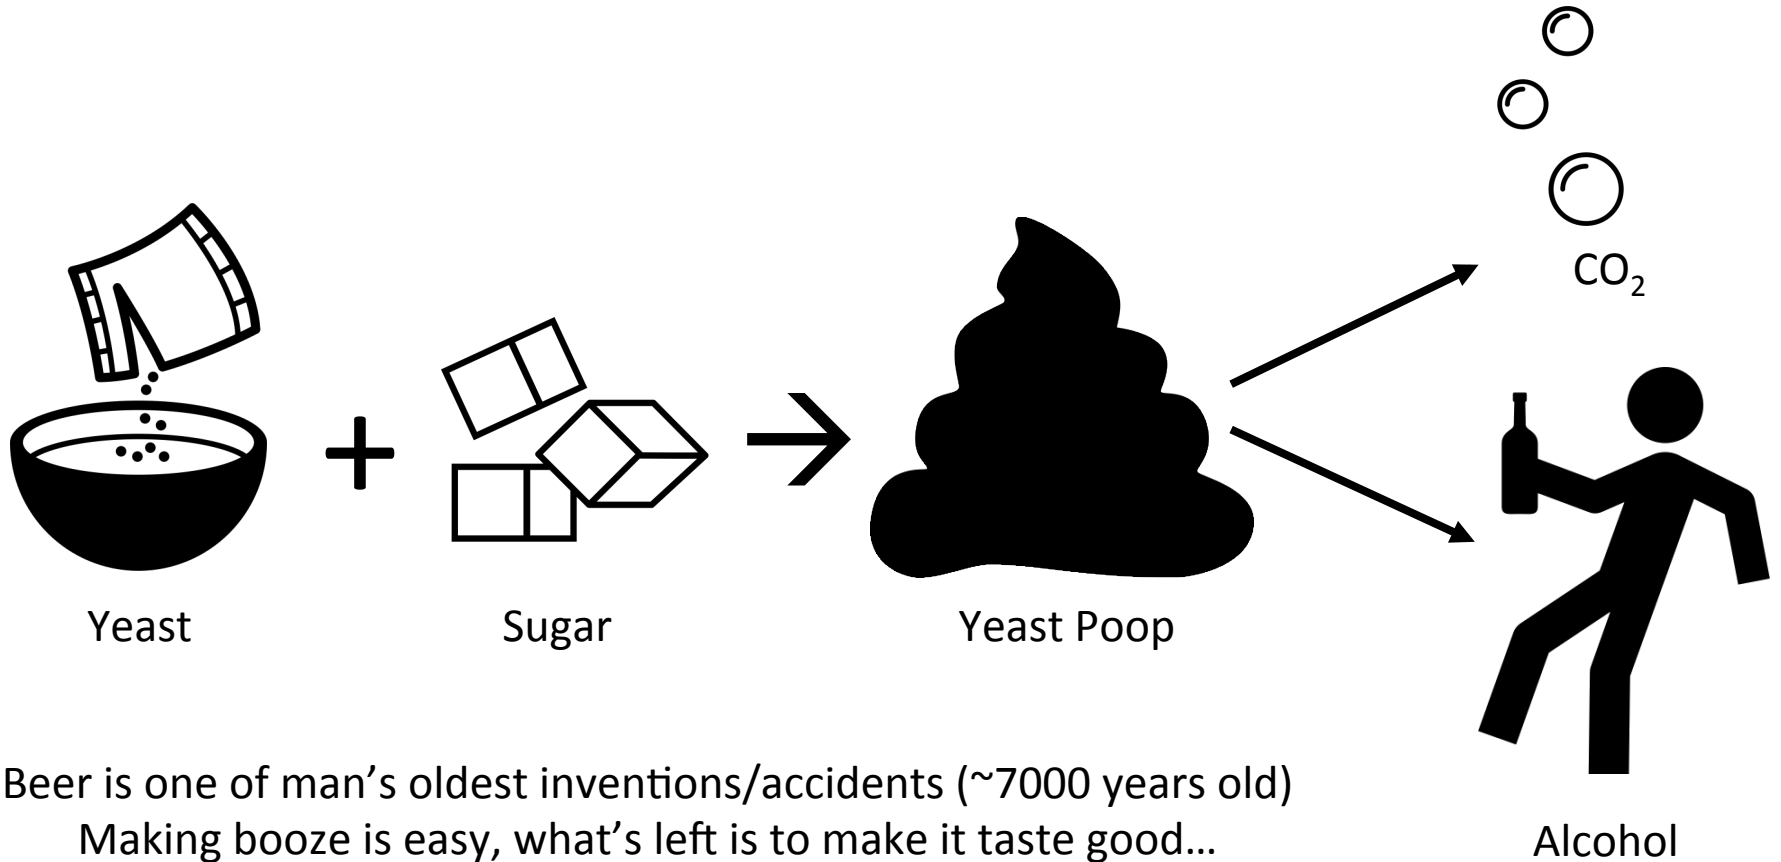 CO₂
Yeast
Sugar
Yeast Poop
Beer is one of man’s oldest inventions/accidents (~7000 years old)
Making booze is easy, what’s left is to make it taste good…
Alcohol